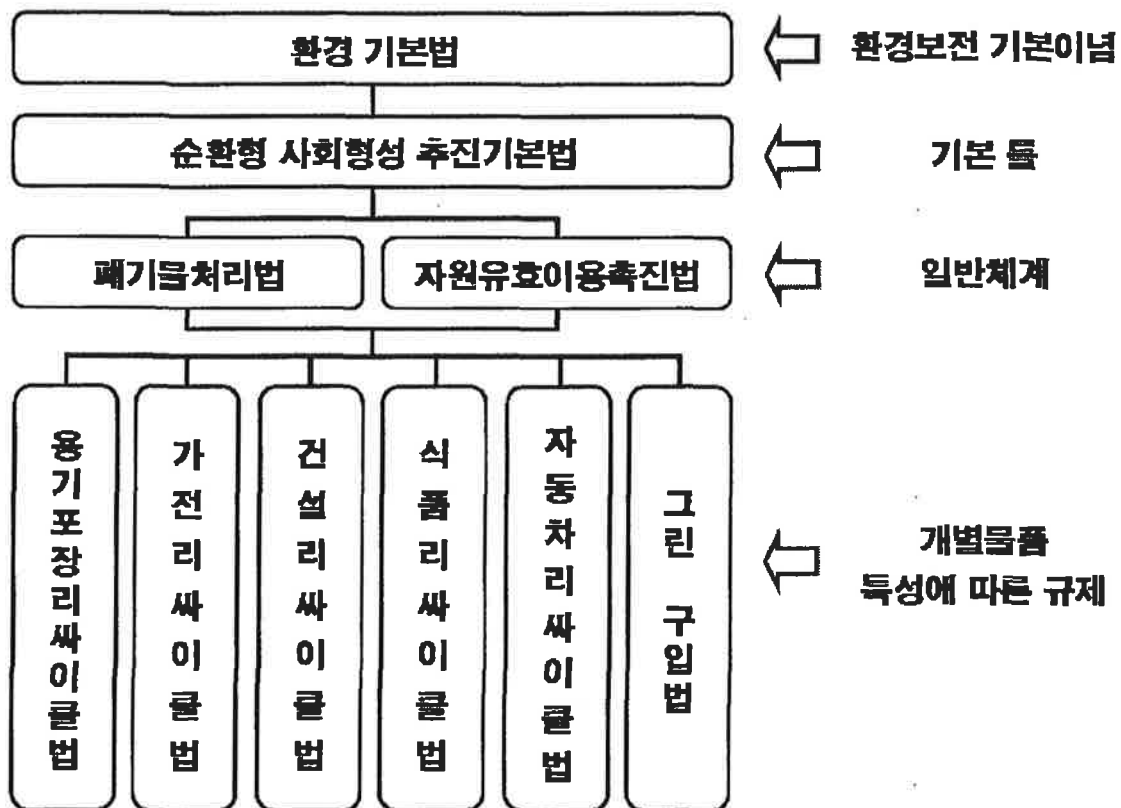 환경 기본법
환경보전 기본이념
순환형 사회형성 추진기본법
기본 틀
폐기물처리법
자원유효이용촉진법
일반체계
용기포장리싸이클법
가전리싸이클법
건설리싸이클법
식품리싸이클법
자동차리싸이클법
그린 구입법
개별물품
특성에 따른 규제